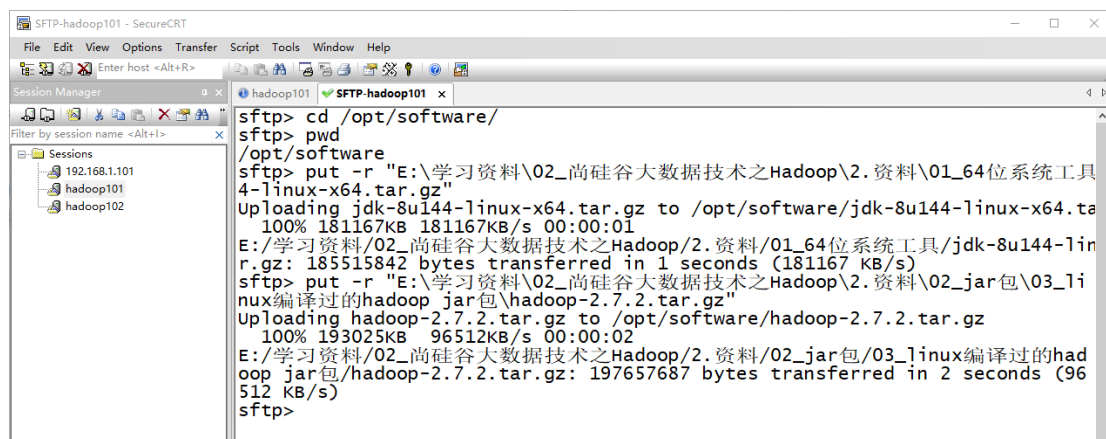 SFTP-hadoop101 - SecureCRT
File Edit View Options Transfer Script Tools Window Help
Enter host <Alt+R>
Session Manager
hadoop101 SFTP-hadoop101
Filter by session name <Alt+I>
Sessions
192.168.1.101
hadoop101
hadoop102
sftp> cd /opt/software/
sftp> pwd
/opt/software
sftp> put -r "E:\学习资料\02_尚硅谷大数据技术之Hadoop\2.资料\01_64位系统工具
4-linux-x64.tar.gz"
Uploading jdk-8u144-linux-x64.tar.gz to /opt/software/jdk-8u144-linux-x64.ta
100% 181167KB 181167KB/s 00:00:01
E:/学习资料/02_尚硅谷大数据技术之Hadoop/2.资料/01_64位系统工具/jdk-8u144-lin
r.gz: 185515842 bytes transferred in 1 seconds (181167 KB/s)
sftp> put -r "E:\学习资料\02_尚硅谷大数据技术之Hadoop\2.资料\02_jar包\03_li
nux编译过的hadoop jar包\hadoop-2.7.2.tar.gz"
Uploading hadoop-2.7.2.tar.gz to /opt/software/hadoop-2.7.2.tar.gz
100% 193025KB 96512KB/s 00:00:02
E:/学习资料/02_尚硅谷大数据技术之Hadoop/2.资料/02_jar包/03_linux编译过的had
oop jar包/hadoop-2.7.2.tar.gz: 197657687 bytes transferred in 2 seconds (96
512 KB/s)
sftp>